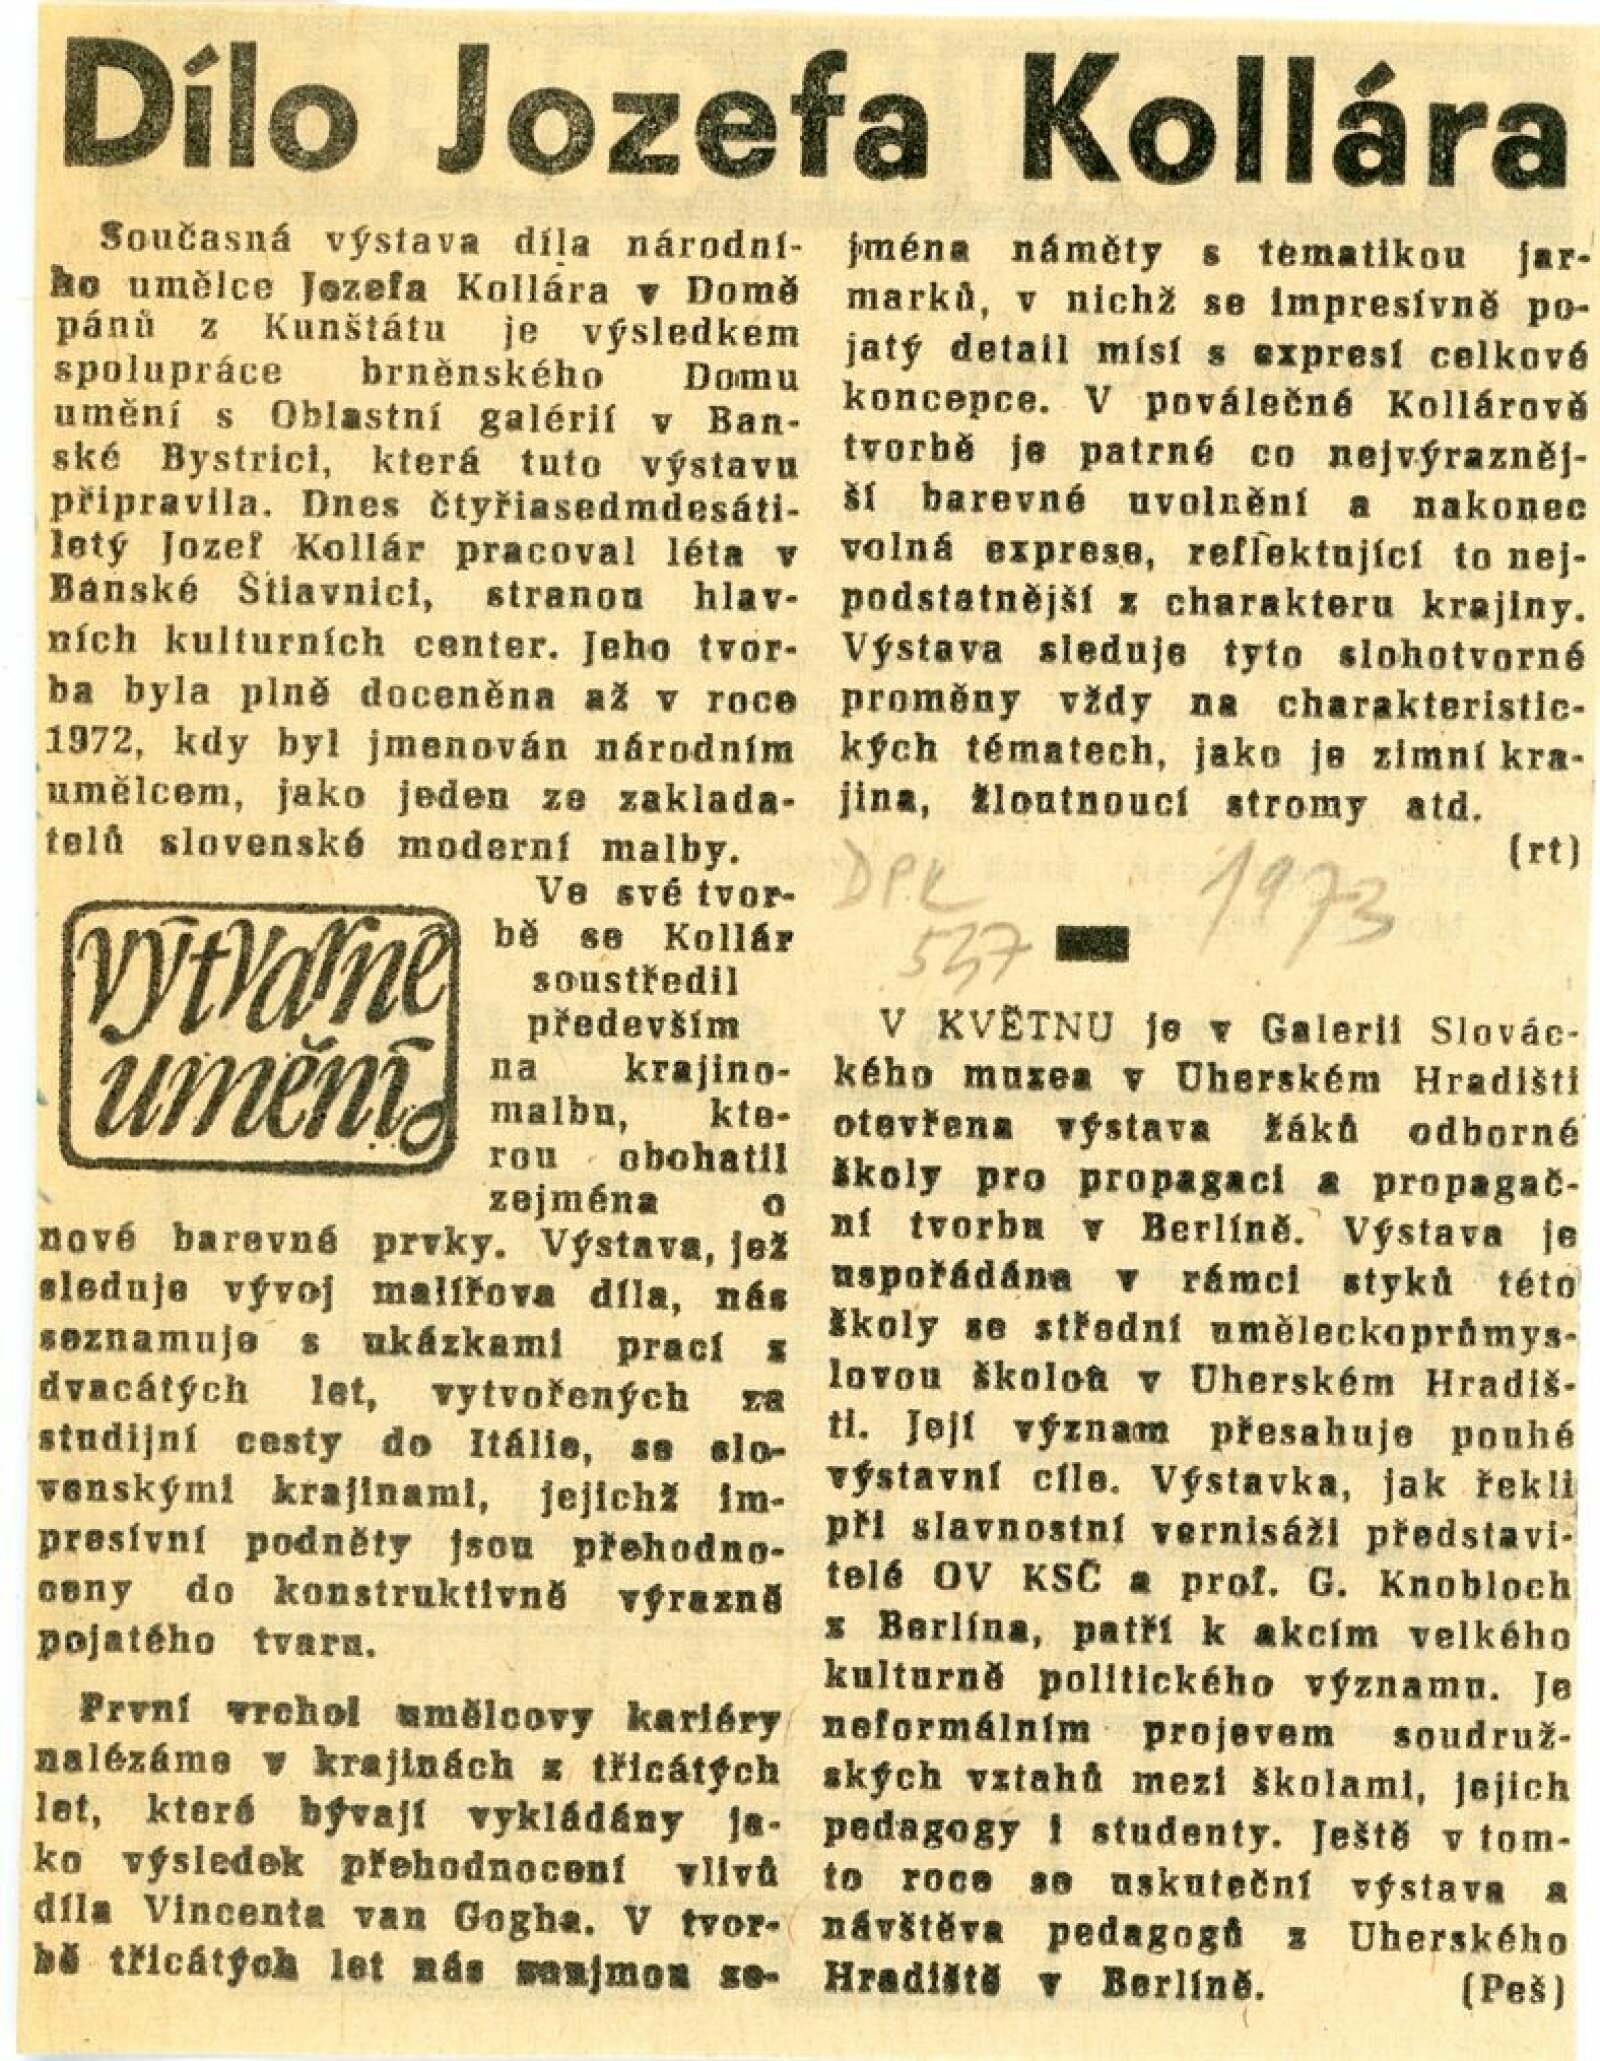 Dílo Jozefa Kollára
Současná výstava díla národní-
ho umělce Jozefa Kollára v Domě
pánů z Kunštátu je výsledkem
spolupráce brněnského Domu
umění s Oblastní galérií v Ban-
ské Bystrici, která tuto výstavu
připravila. Dnes čtyřiasedmdesáti-
letý Jozef Kollár pracoval léta v
Banské Štiavnici, stranou hlav-
ních kulturních center. Jeho tvor-
ba byla plně doceněna až v roce
1972, kdy byl jmenován národním
umělcem, jako jeden ze zaklada-
telů slovenské moderní malby.
výtvarné
umění
Ve své tvor-
bě se Kollár
soustředil
především
na krajino-
malbu, kte-
rou obohatil
zejména o
nové barevné prvky. Výstava, jež
sleduje vývoj malířova díla, nás
seznamuje s ukázkami prací z
dvacátých let, vytvořených za
studijní cesty do Itálie, se slo-
venskými krajinami, jejichž im-
presívní podněty jsou přehodno-
ceny do konstruktivně výrazně
pojatého tvaru.
První vrchol umělcovy kariéry
nalézáme v krajinách z třicátých
let, které bývají vykládány ja-
ko výsledek přehodnocení vlivů
díla Vincenta van Gogha. V tvor-
bě třicátých let nás zaujmou ze-
jména náměty s tematikou jar-
marků, v nichž se impresívně po-
jatý detail mísí s expresí celkové
koncepce. V poválečné Kollárově
tvorbě je patrné co nejvýrazněj-
ší barevné uvolnění a nakonec
volná exprese, reflektující to nej-
podstatnější z charakteru krajiny.
Výstava sleduje tyto slohotvorné
proměny vždy na charakteristic-
kých tématech, jako je zimní kra-
jina, žloutnoucí stromy atd.
(rt)
DPK 1973
537
V KVĚTNU je v Galerii Slovác-
kého muzea v Uherském Hradišti
otevřena výstava žáků odborné
školy pro propagaci a propagač-
ní tvorbu v Berlíně. Výstava je
uspořádána v rámci styků této
školy se střední uměleckoprůmys-
lovou školou v Uherském Hradiš-
ti. Její význam přesahuje pouhé
výstavní cíle. Výstavka, jak řekli
při slavnostní vernisáži představi-
telé OV KSČ a prof. G. Knobloch
z Berlína, patří k akcím velkého
kulturně politického významu. Je
neformálním projevem soudruž-
ských vztahů mezi školami, jejich
pedagogy i studenty. Ještě v tom-
to roce se uskuteční výstava a
návštěva pedagogů z Uherského
Hradiště v Berlíně.
(Peš)